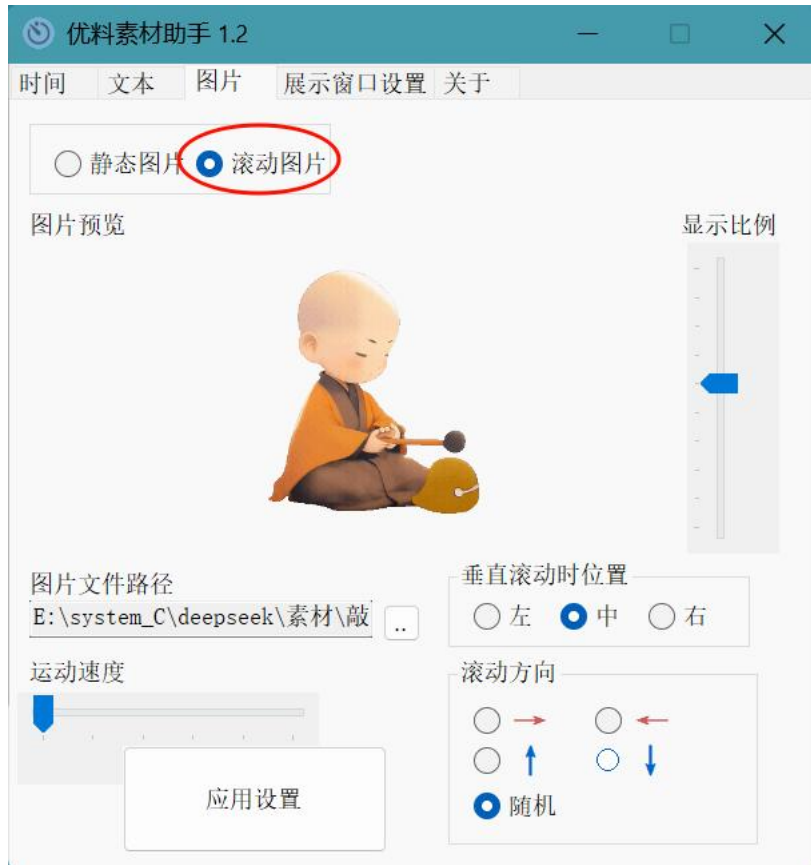 优料素材助手 1.2
时间 文本 图片 展示窗口设置 关于
静态图片 滚动图片
图片预览
显示比例
图片文件路径
E:\system_C\deepseek\素材\敲
..
垂直滚动时位置
左 中 右
运动速度
滚动方向
随机
应用设置